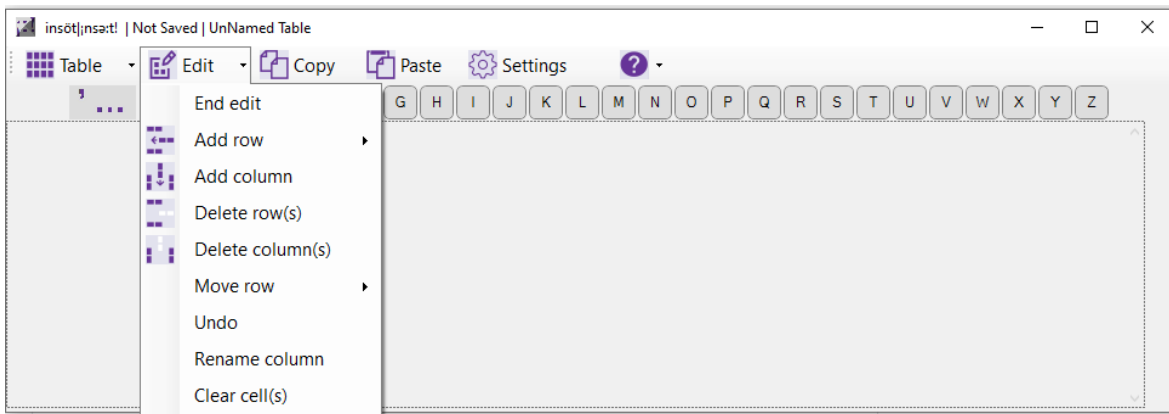 insöt|¡nsə:t! | Not Saved | UnNamed Table
Table Edit Copy Paste Settings ?
' ... G H I J K L M N O P Q R S T U V W X Y Z
End edit
Add row
Add column
Delete row(s)
Delete column(s)
Move row
Undo
Rename column
Clear cell(s)